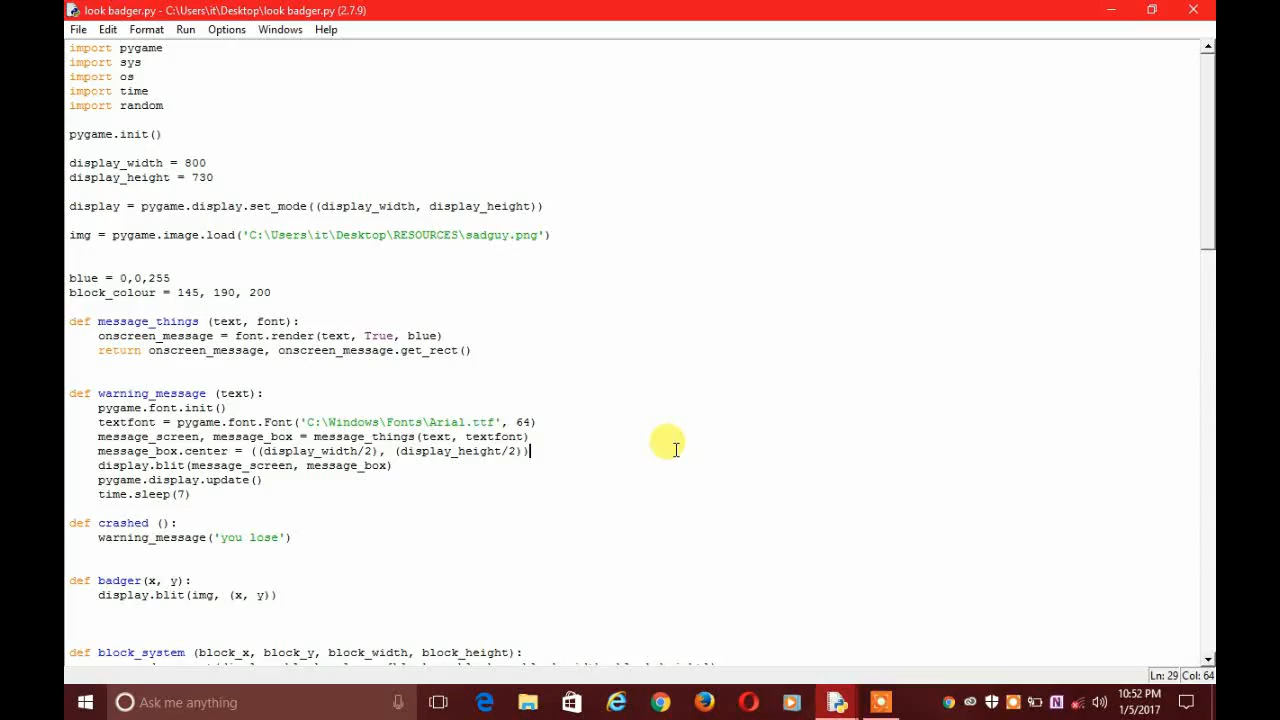 look badger.py - C:\Users\it\Desktop\look badger.py (2.7.9)
File Edit Format Run Options Windows Help
import pygame
import sys
import os
import time
import random
pygame.init()
display_width = 800
display_height = 730
display = pygame.display.set_mode((display_width, display_height))
img = pygame.image.load('C:\Users\it\Desktop\RESOURCES\sadguy.png')
blue = 0,0,255
block_colour = 145, 190, 200
def message_things (text, font):
    onscreen_message = font.render(text, True, blue)
    return onscreen_message, onscreen_message.get_rect()
def warning_message (text):
    pygame.font.init()
    textfont = pygame.font.Font('C:\Windows\Fonts\Arial.ttf', 64)
    message_screen, message_box = message_things(text, textfont)
    message_box.center = ((display_width/2), (display_height/2))
    display.blit(message_screen, message_box)
    pygame.display.update()
    time.sleep(7)
def crashed ():
    warning_message('you lose')
def badger(x, y):
    display.blit(img, (x, y))
def block_system (block_x, block_y, block_width, block_height):
Ln: 29 Col: 64
Ask me anything
10:52 PM
1/5/2017